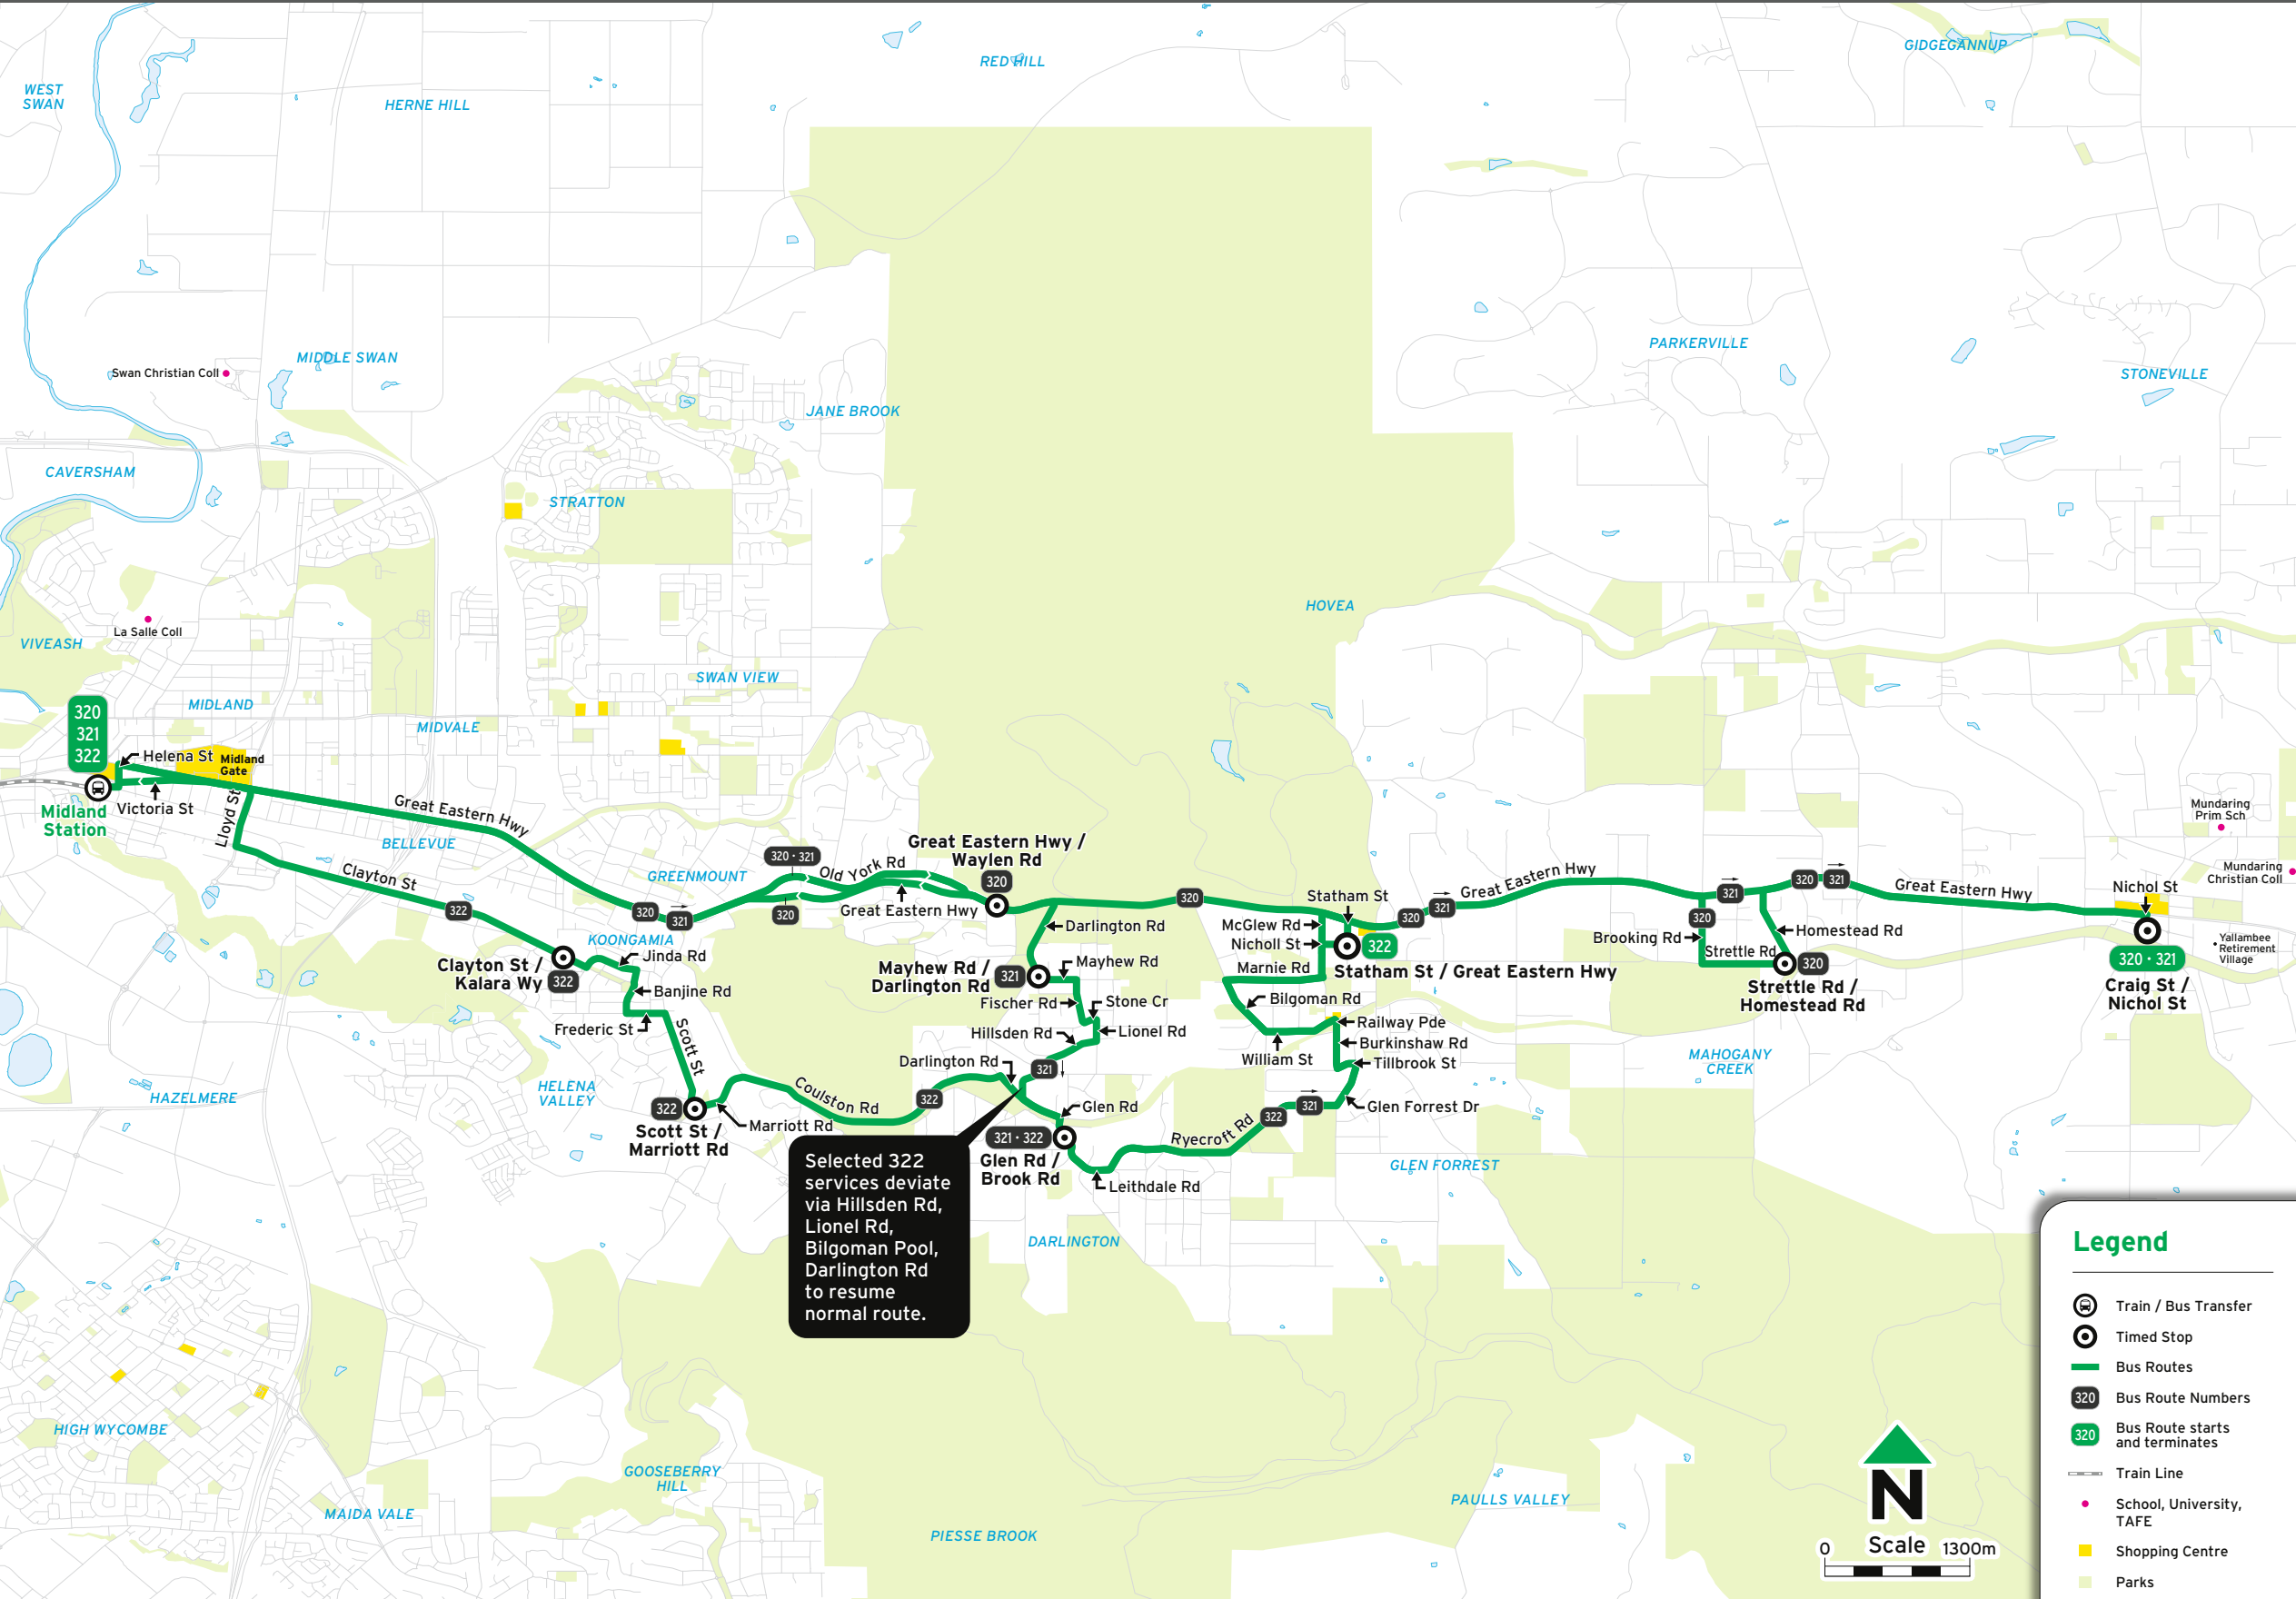 RED HILL
GIDGEGANNUP
WEST
SWAN
HERNE HILL
PARKERVILLE
MIDDLE SWAN
Swan Christian Coll
STONEVILLE
JANE BROOK
CAVERSHAM
STRATTON
HOVEA
La Salle Coll
VIVEASH
SWAN VIEW
MIDLAND
MIDVALE
320
321
322
Helena St
Midland
Gate
Midland
Station
Victoria St
Lloyd St
Great Eastern Hwy
BELLEVUE
Clayton St
322
GREENMOUNT
320 · 321
Old York Rd
Great Eastern Hwy /
Waylen Rd
320
Great Eastern Hwy
320
320
321
KOONGAMIA
Clayton St /
Kalara Wy
322
Jinda Rd
Banjine Rd
Frederic St
Scott St
HELENA
VALLEY
HAZELMERE
322
Scott St /
Marriott Rd
Marriott Rd
Coulston Rd
322
320
Darlington Rd
Mayhew Rd /
Darlington Rd
321
Mayhew Rd
Fischer Rd
Stone Cr
Hillsden Rd
Lionel Rd
Darlington Rd
321
Glen Rd
321 · 322
Glen Rd /
Brook Rd
Leithdale Rd
Ryecroft Rd
322
321
Selected 322
services deviate
via Hillsden Rd,
Lionel Rd,
Bilgoman Pool,
Darlington Rd
to resume
normal route.
DARLINGTON
Statham St
McGlew Rd
Nicholl St
322
Statham St / Great Eastern Hwy
Marnie Rd
Bilgoman Rd
Railway Pde
Burkinshaw Rd
William St
Tillbrook St
Glen Forrest Dr
GLEN FORREST
320
321
Great Eastern Hwy
321
320
Brooking Rd
Strettle Rd
Homestead Rd
320
Strettle Rd /
Homestead Rd
320
321
Great Eastern Hwy
MAHOGANY
CREEK
Mundaring
Prim Sch
Mundaring
Christian Coll
Nichol St
Yallambee
Retirement
Village
320 · 321
Craig St /
Nichol St
HIGH WYCOMBE
GOOSEBERRY
HILL
MAIDA VALE
PIESSE BROOK
PAULLS VALLEY
N
Scale
0
1300m
Legend
Train / Bus Transfer
Timed Stop
Bus Routes
320
Bus Route Numbers
320
Bus Route starts
and terminates
Train Line
School, University,
TAFE
Shopping Centre
Parks